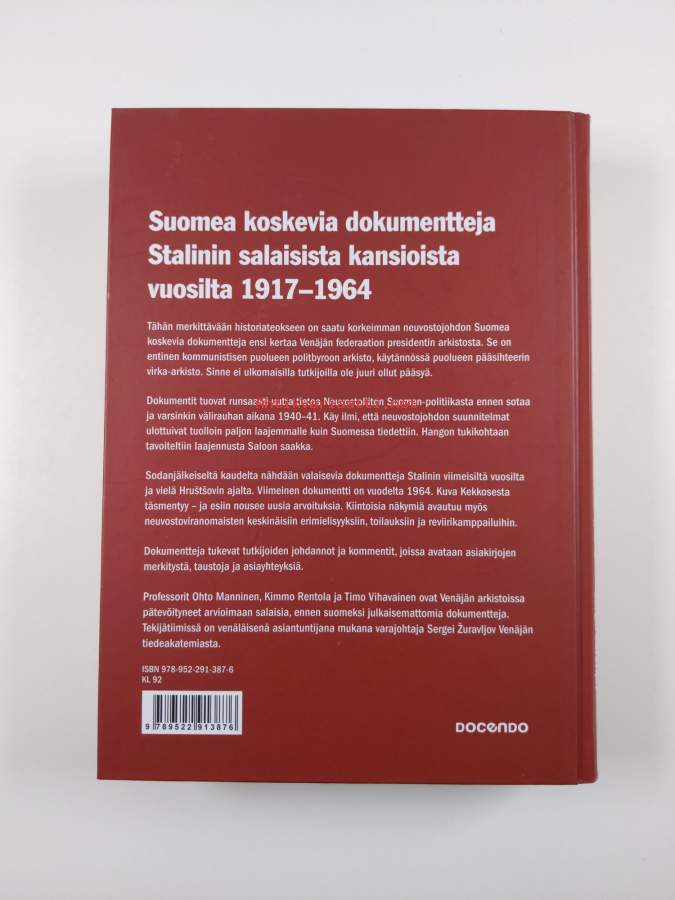 Suomea koskevia dokumentteja
Stalinin salaisista kansioista
vuosilta 1917–1964
Tähän merkittävään historiateokseen on saatu korkeimman neuvostojohdon Suomea
koskevia dokumentteja ensi kertaa Venäjän federaation presidentin arkistosta. Se on
entinen kommunistisen puolueen politbyroon arkisto, käytännössä puolueen pääsihteerin
virka-arkisto. Sinne ei ulkomaisilla tutkijoilla ole juuri ollut pääsyä.
Dokumentit tuovat runsaasti uutta tietoa Neuvostoliiton Suomen-politiikasta ennen sotaa
ja varsinkin välirauhan aikana 1940–41. Käy ilmi, että neuvostojohdon suunnitelmat
ulottuivat tuolloin paljon laajemmalle kuin Suomessa tiedettiin. Hangon tukikohtaan
tavoiteltiin laajennusta Saloon saakka.
Sodanjälkeiseltä kaudelta nähdään valaisevia dokumentteja Stalinin viimeisiltä vuosilta
ja vielä Hruštšovin ajalta. Viimeinen dokumentti on vuodelta 1964. Kuva Kekkosesta
täsmentyy – ja esiin nousee uusia arvoituksia. Kiintoisia näkymiä avautuu myös
neuvostoviranomaisten keskinäisiin erimielisyyksiin, toilauksiin ja reviirikamppailuihin.
Dokumentteja tukevat tutkijoiden johdannot ja kommentit, joissa avataan asiakirjojen
merkitystä, taustoja ja asiayhteyksiä.
Professorit Ohto Manninen, Kimmo Rentola ja Timo Vihavainen ovat Venäjän arkistoissa
pätevöityneet arvioimaan salaisia, ennen suomeksi julkaisemattomia dokumentteja.
Tekijätiimissä on venäläisenä asiantuntijana mukana varajohtaja Sergei Žuravljov Venäjän
tiedeakatemiasta.
ISBN 978-952-291-387-6
KL 92
9 789522 913876
DOCENDO